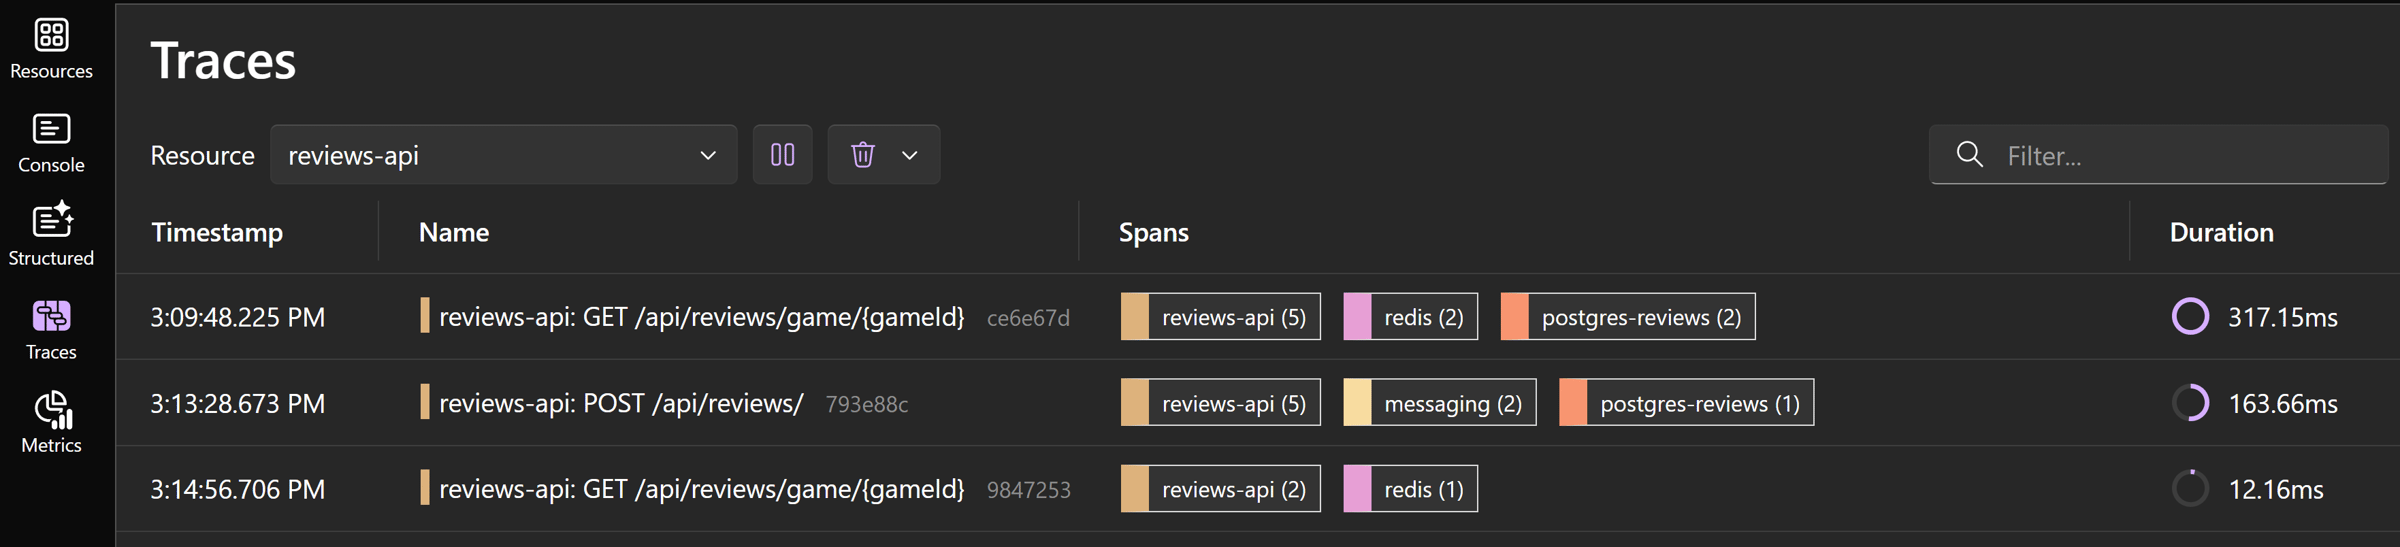 Resources
Console
Structured
Traces
Metrics
Traces
Resource reviews-api Filter...
Timestamp Name Spans Duration
3:09:48.225 PM reviews-api: GET /api/reviews/game/{gameId} ce6e67d reviews-api (5) redis (2) postgres-reviews (2) 317.15ms
3:13:28.673 PM reviews-api: POST /api/reviews/ 793e88c reviews-api (5) messaging (2) postgres-reviews (1) 163.66ms
3:14:56.706 PM reviews-api: GET /api/reviews/game/{gameId} 9847253 reviews-api (2) redis (1) 12.16ms